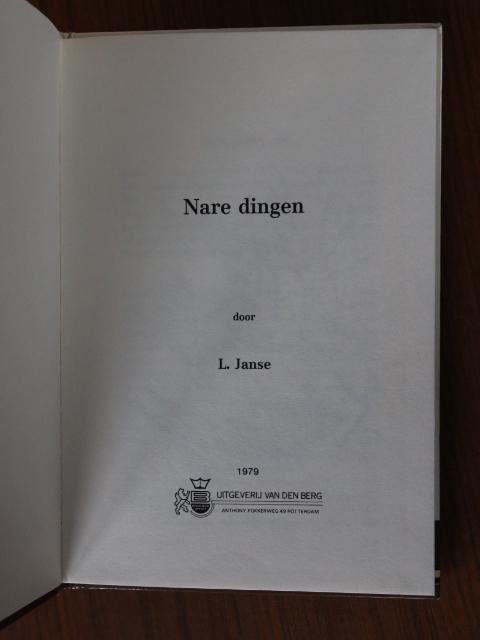 Nare dingen
door
L. Janse
1979
UITGEVERIJ VAN DEN BERG
ANTHONY FOKKERWEG 49 ROTTERDAM